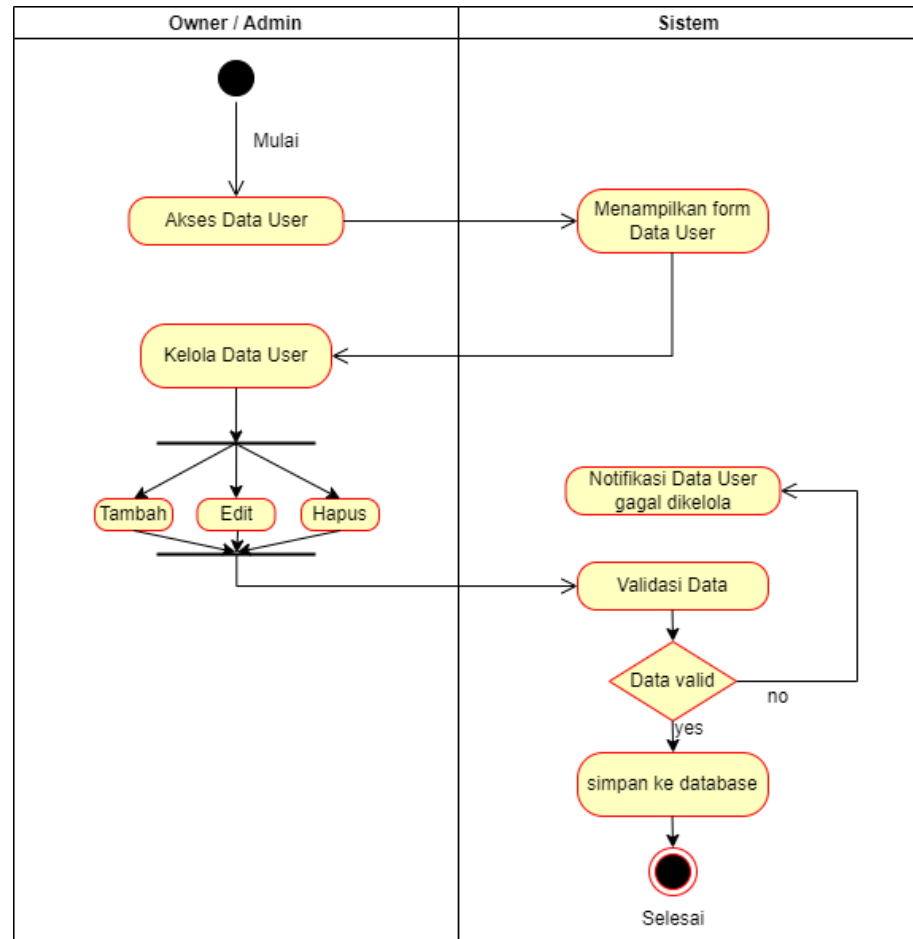 Owner / Admin
Sistem
Mulai
Akses Data User
Menampilkan form
Data User
Kelola Data User
Tambah
Edit
Hapus
Notifikasi Data User
gagal dikelola
Validasi Data
Data valid
no
yes
simpan ke database
Selesai